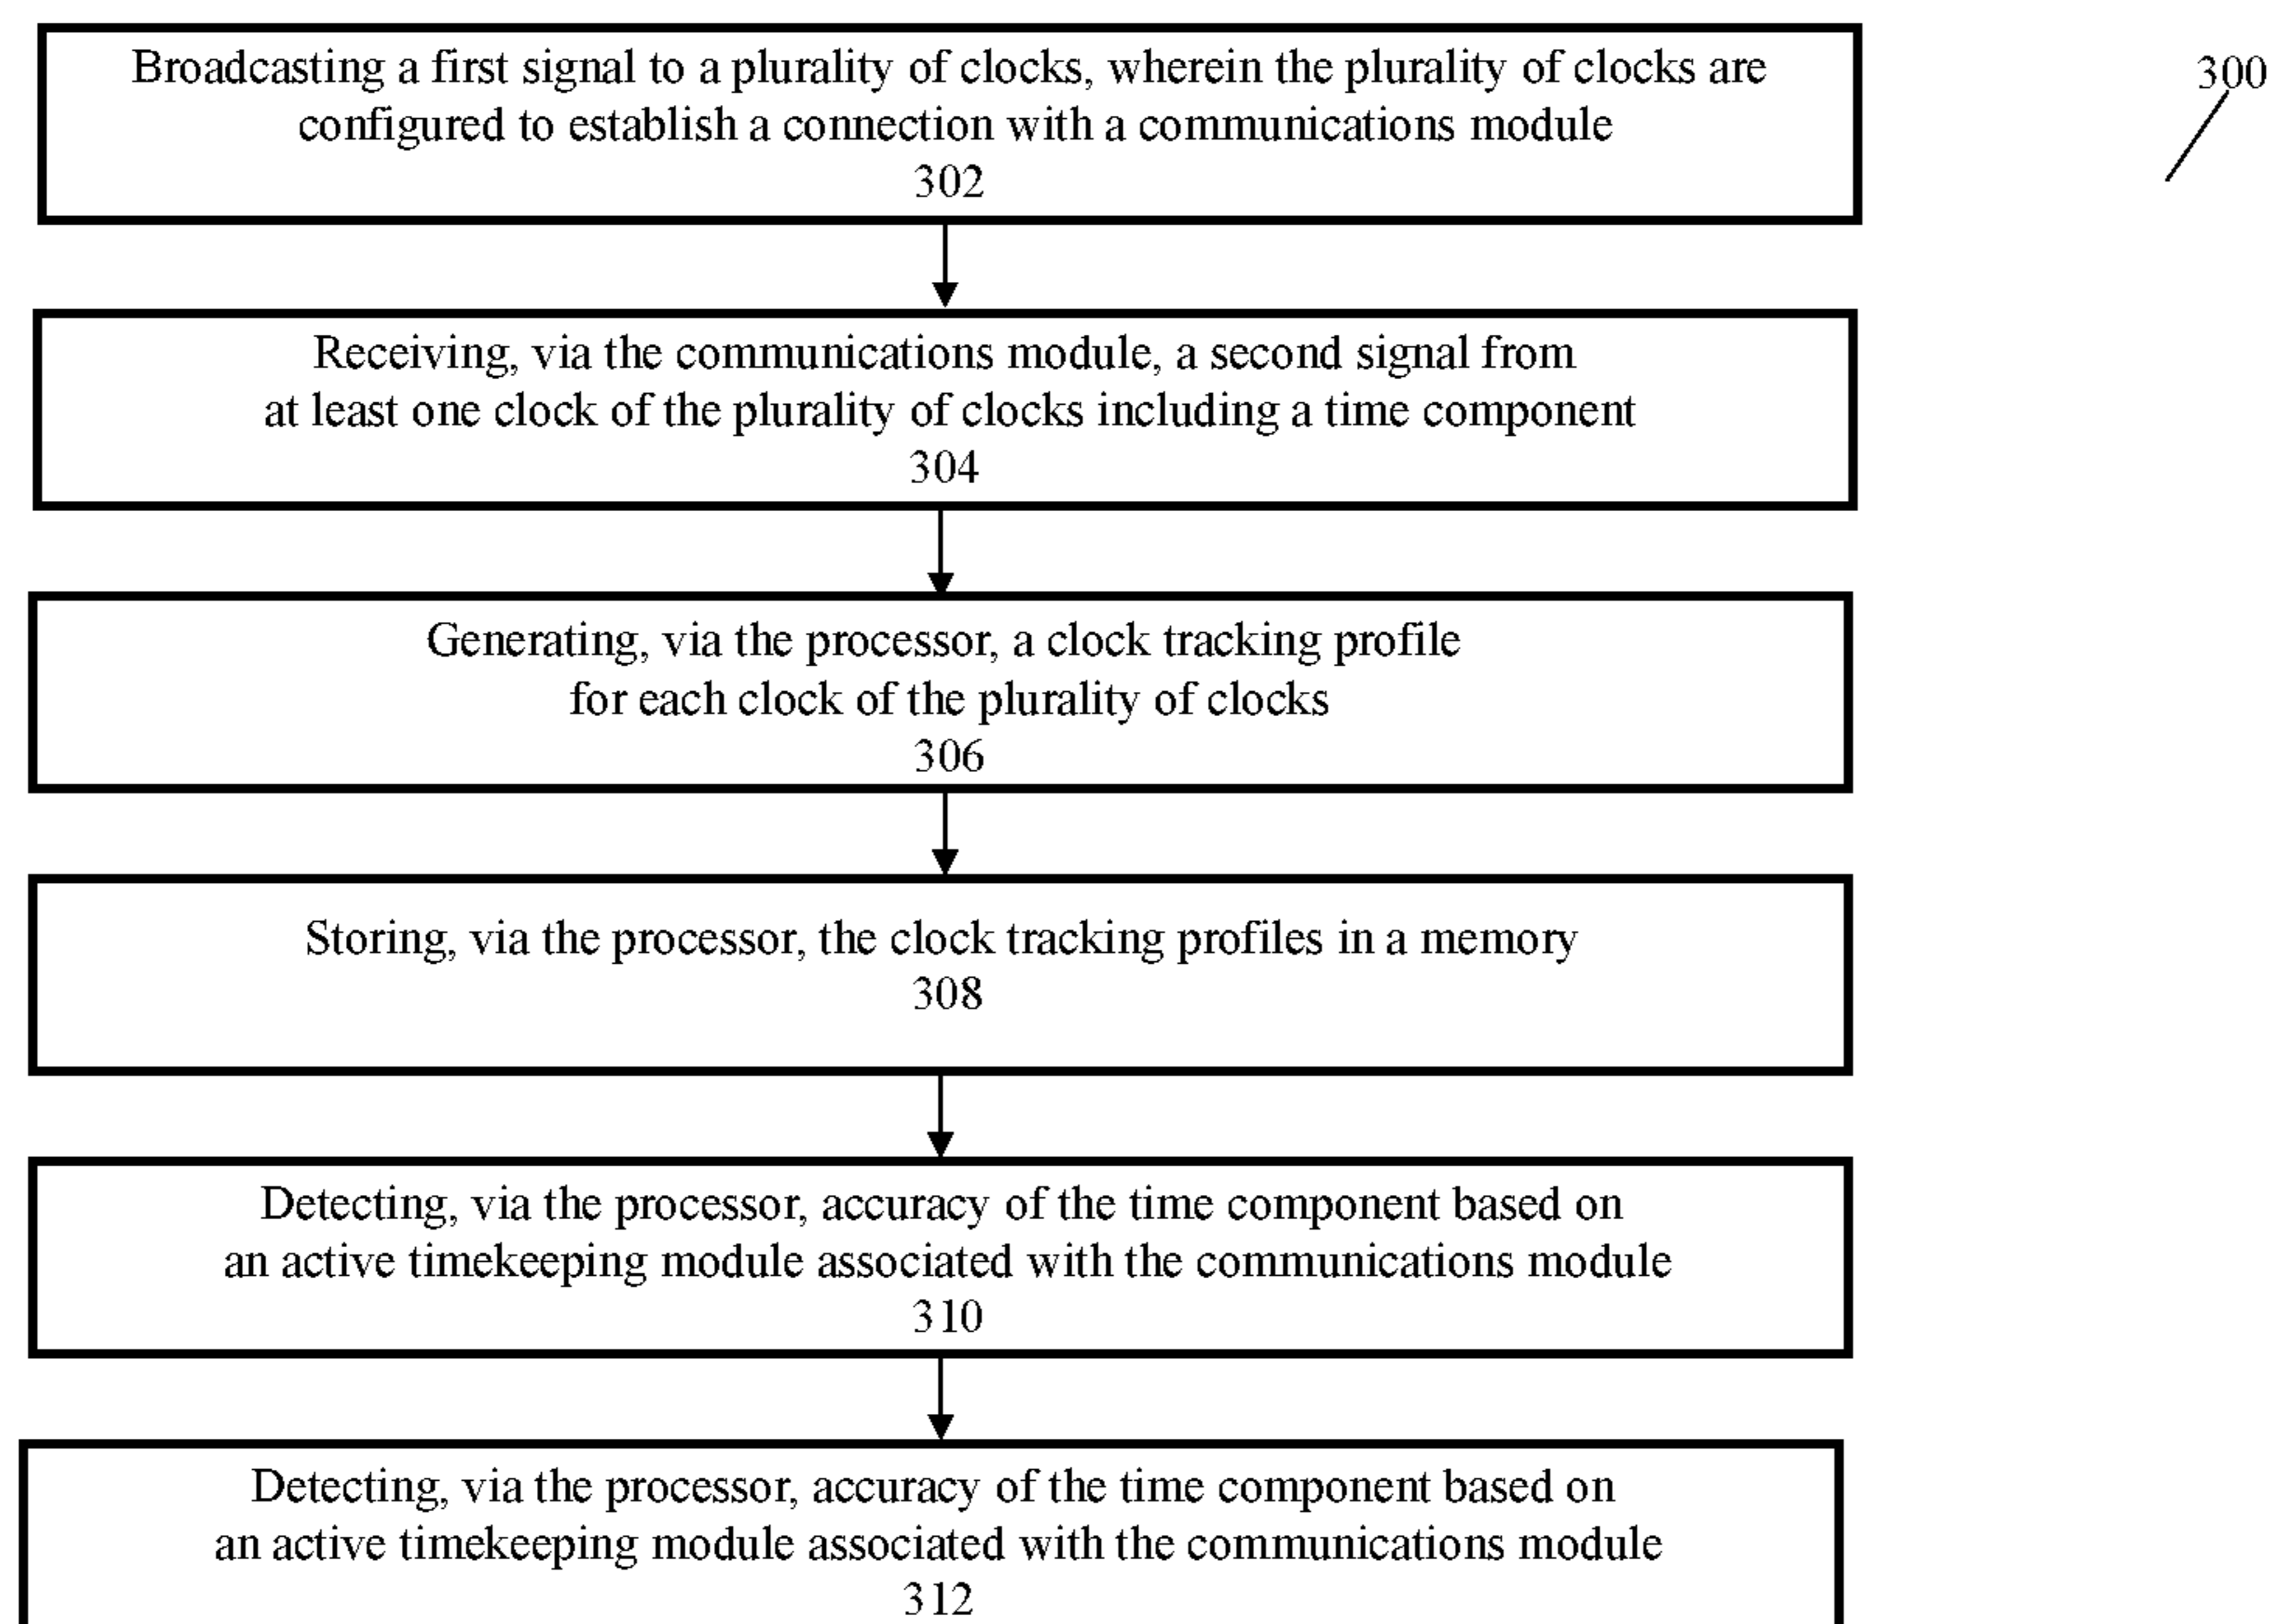 Broadcasting a first signal to a plurality of clocks, wherein the plurality of clocks are
configured to establish a connection with a communications module
302
300
Receiving, via the communications module, a second signal from
at least one clock of the plurality of clocks including a time component
304
Generating, via the processor, a clock tracking profile
for each clock of the plurality of clocks
306
Storing, via the processor, the clock tracking profiles in a memory
308
Detecting, via the processor, accuracy of the time component based on
an active timekeeping module associated with the communications module
310
Detecting, via the processor, accuracy of the time component based on
an active timekeeping module associated with the communications module
312